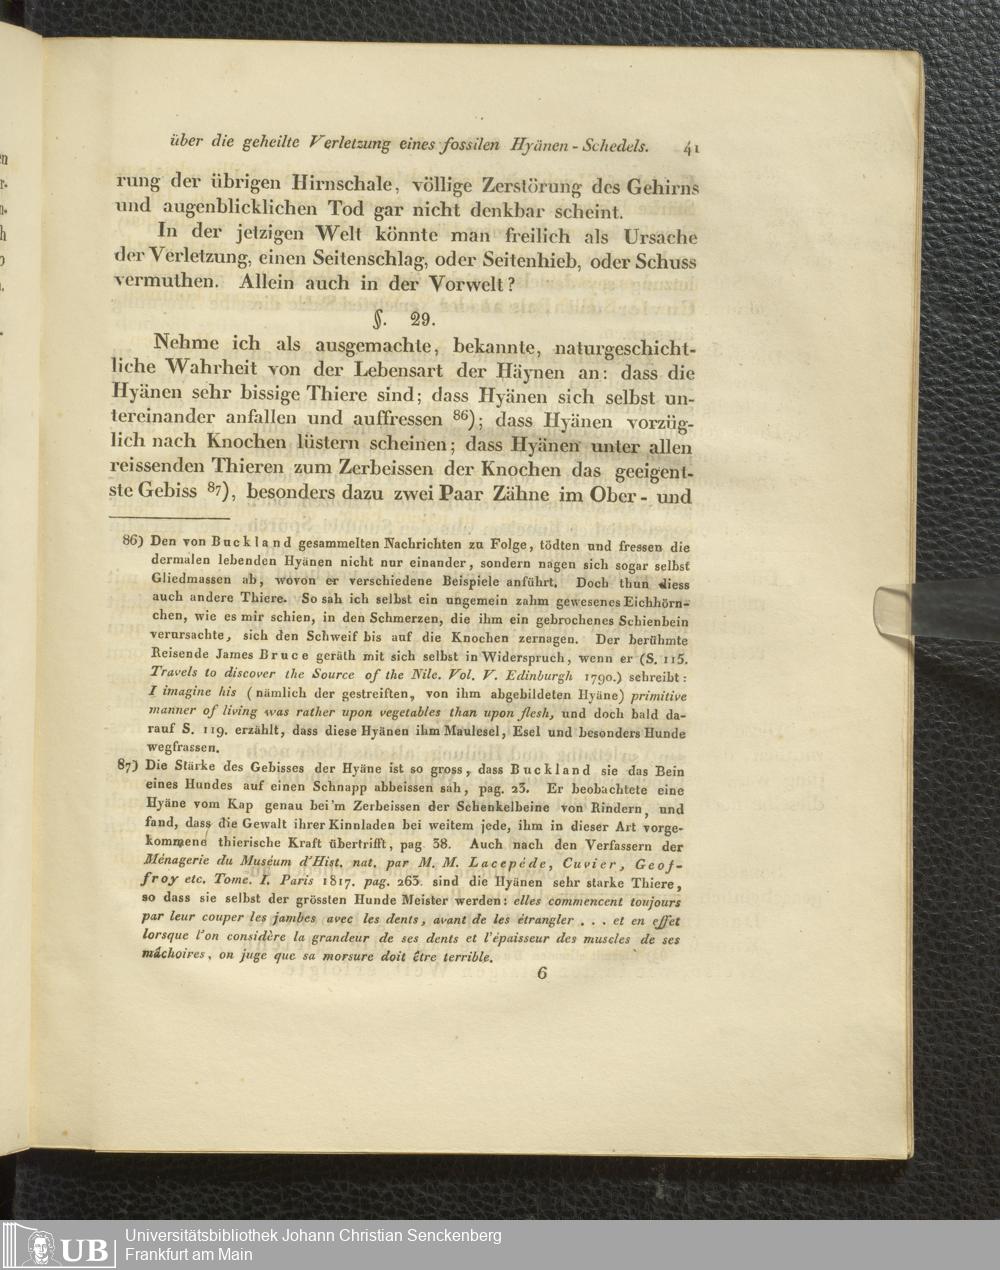 über die geheilte Verletzung eines fossilen Hyänen-Schedels. 41
rung der übrigen Hirnschale, völlige Zerstörung des Gehirns
und augenblicklichen Tod gar nicht denkbar scheint.
In der jetzigen Welt könnte man freilich als Ursache
der Verletzung, einen Seitenschlag, oder Seitenhieb, oder Schuss
vermuthen. Allein auch in der Vorwelt?
§. 29.
Nehme ich als ausgemachte, bekannte, naturgeschicht-
liche Wahrheit von der Lebensart der Häynen an: dass die
Hyänen sehr bissige Thiere sind; dass Hyänen sich selbst un-
tereinander anfallen und auffressen 86); dass Hyänen vorzüg-
lich nach Knochen lüstern scheinen; dass Hyänen unter allen
reissenden Thieren zum Zerbeissen der Knochen das geeigent-
ste Gebiss 87), besonders dazu zwei Paar Zähne im Ober- und
86) Den von Buckland gesammelten Nachrichten zu Folge, tödten und fressen die
dermalen lebenden Hyänen nicht nur einander, sondern nagen sich sogar selbst
Gliedmassen ab, wovon er verschiedene Beispiele anführt. Doch thun diess
auch andere Thiere. So sah ich selbst ein ungemein zahm gewesenes Eichhörn-
chen, wie es mir schien, in den Schmerzen, die ihm ein gebrochenes Schienbein
verursachte, sich den Schweif bis auf die Knochen zernagen. Der berühmte
Reisende James Bruce geräth mit sich selbst in Widerspruch, wenn er (S. 115.
Travels to discover the Source of the Nile. Vol. V. Edinburgh 1790.) schreibt:
I imagine his (nämlich der gestreiften, von ihm abgebildeten Hyäne) primitive
manner of living was rather upon vegetables than upon flesh, und doch bald da-
rauf S. 119. erzählt, dass diese Hyänen ihm Maulesel, Esel und besonders Hunde
wegfrassen.
87) Die Stärke des Gebisses der Hyäne ist so gross, dass Buckland sie das Bein
eines Hundes auf einen Schnapp abbeissen sah, pag. 23. Er beobachtete eine
Hyäne vom Kap genau bei'm Zerbeissen der Schenkelbeine von Rindern, und
fand, dass die Gewalt ihrer Kinnladen bei weitem jede, ihm in dieser Art vorge-
kommene thierische Kraft übertrifft, pag 38. Auch nach den Verfassern der
Ménagerie du Muséum d'Hist. nat. par M. M. Lacepéde, Cuvier, Geof-
froy etc. Tome. I. Paris 1817. pag. 263. sind die Hyänen sehr starke Thiere,
so dass sie selbst der grössten Hunde Meister werden: elles commencent toujours
par leur couper les jambes avec les dents, avant de les étrangler . . . et en effet
lorsque l'on considère la grandeur de ses dents et l'épaisseur des muscles de ses
mâchoires, on juge que sa morsure doit être terrible.
6
UB
Universitätsbibliothek Johann Christian Senckenberg
Frankfurt am Main